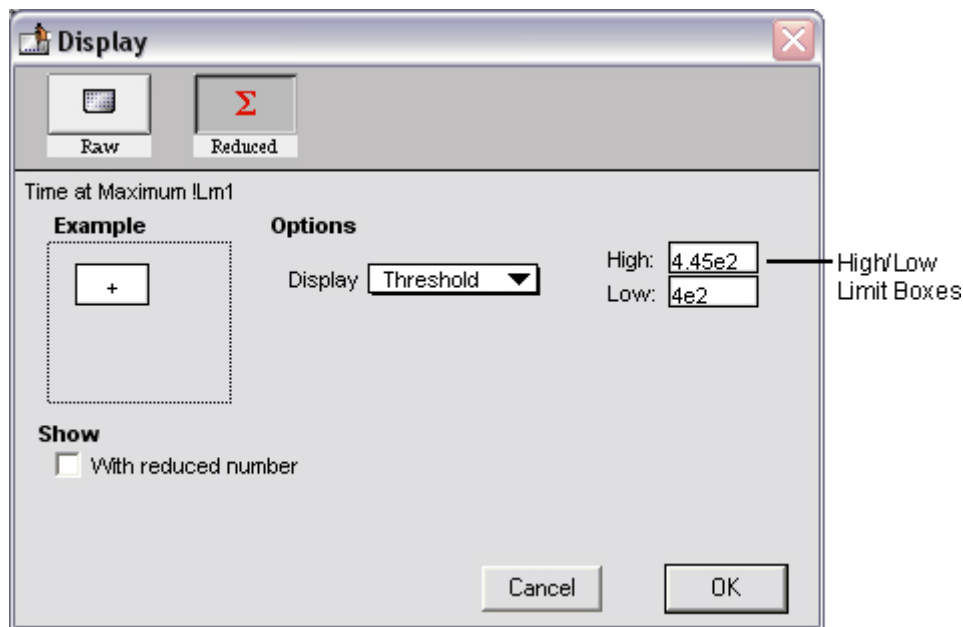 Display
Raw
Reduced
Time at Maximum !Lm1
Example
Options
+
Display
Threshold
High: 4.45e2
Low: 4e2
High/Low
Limit Boxes
Show
With reduced number
Cancel
OK